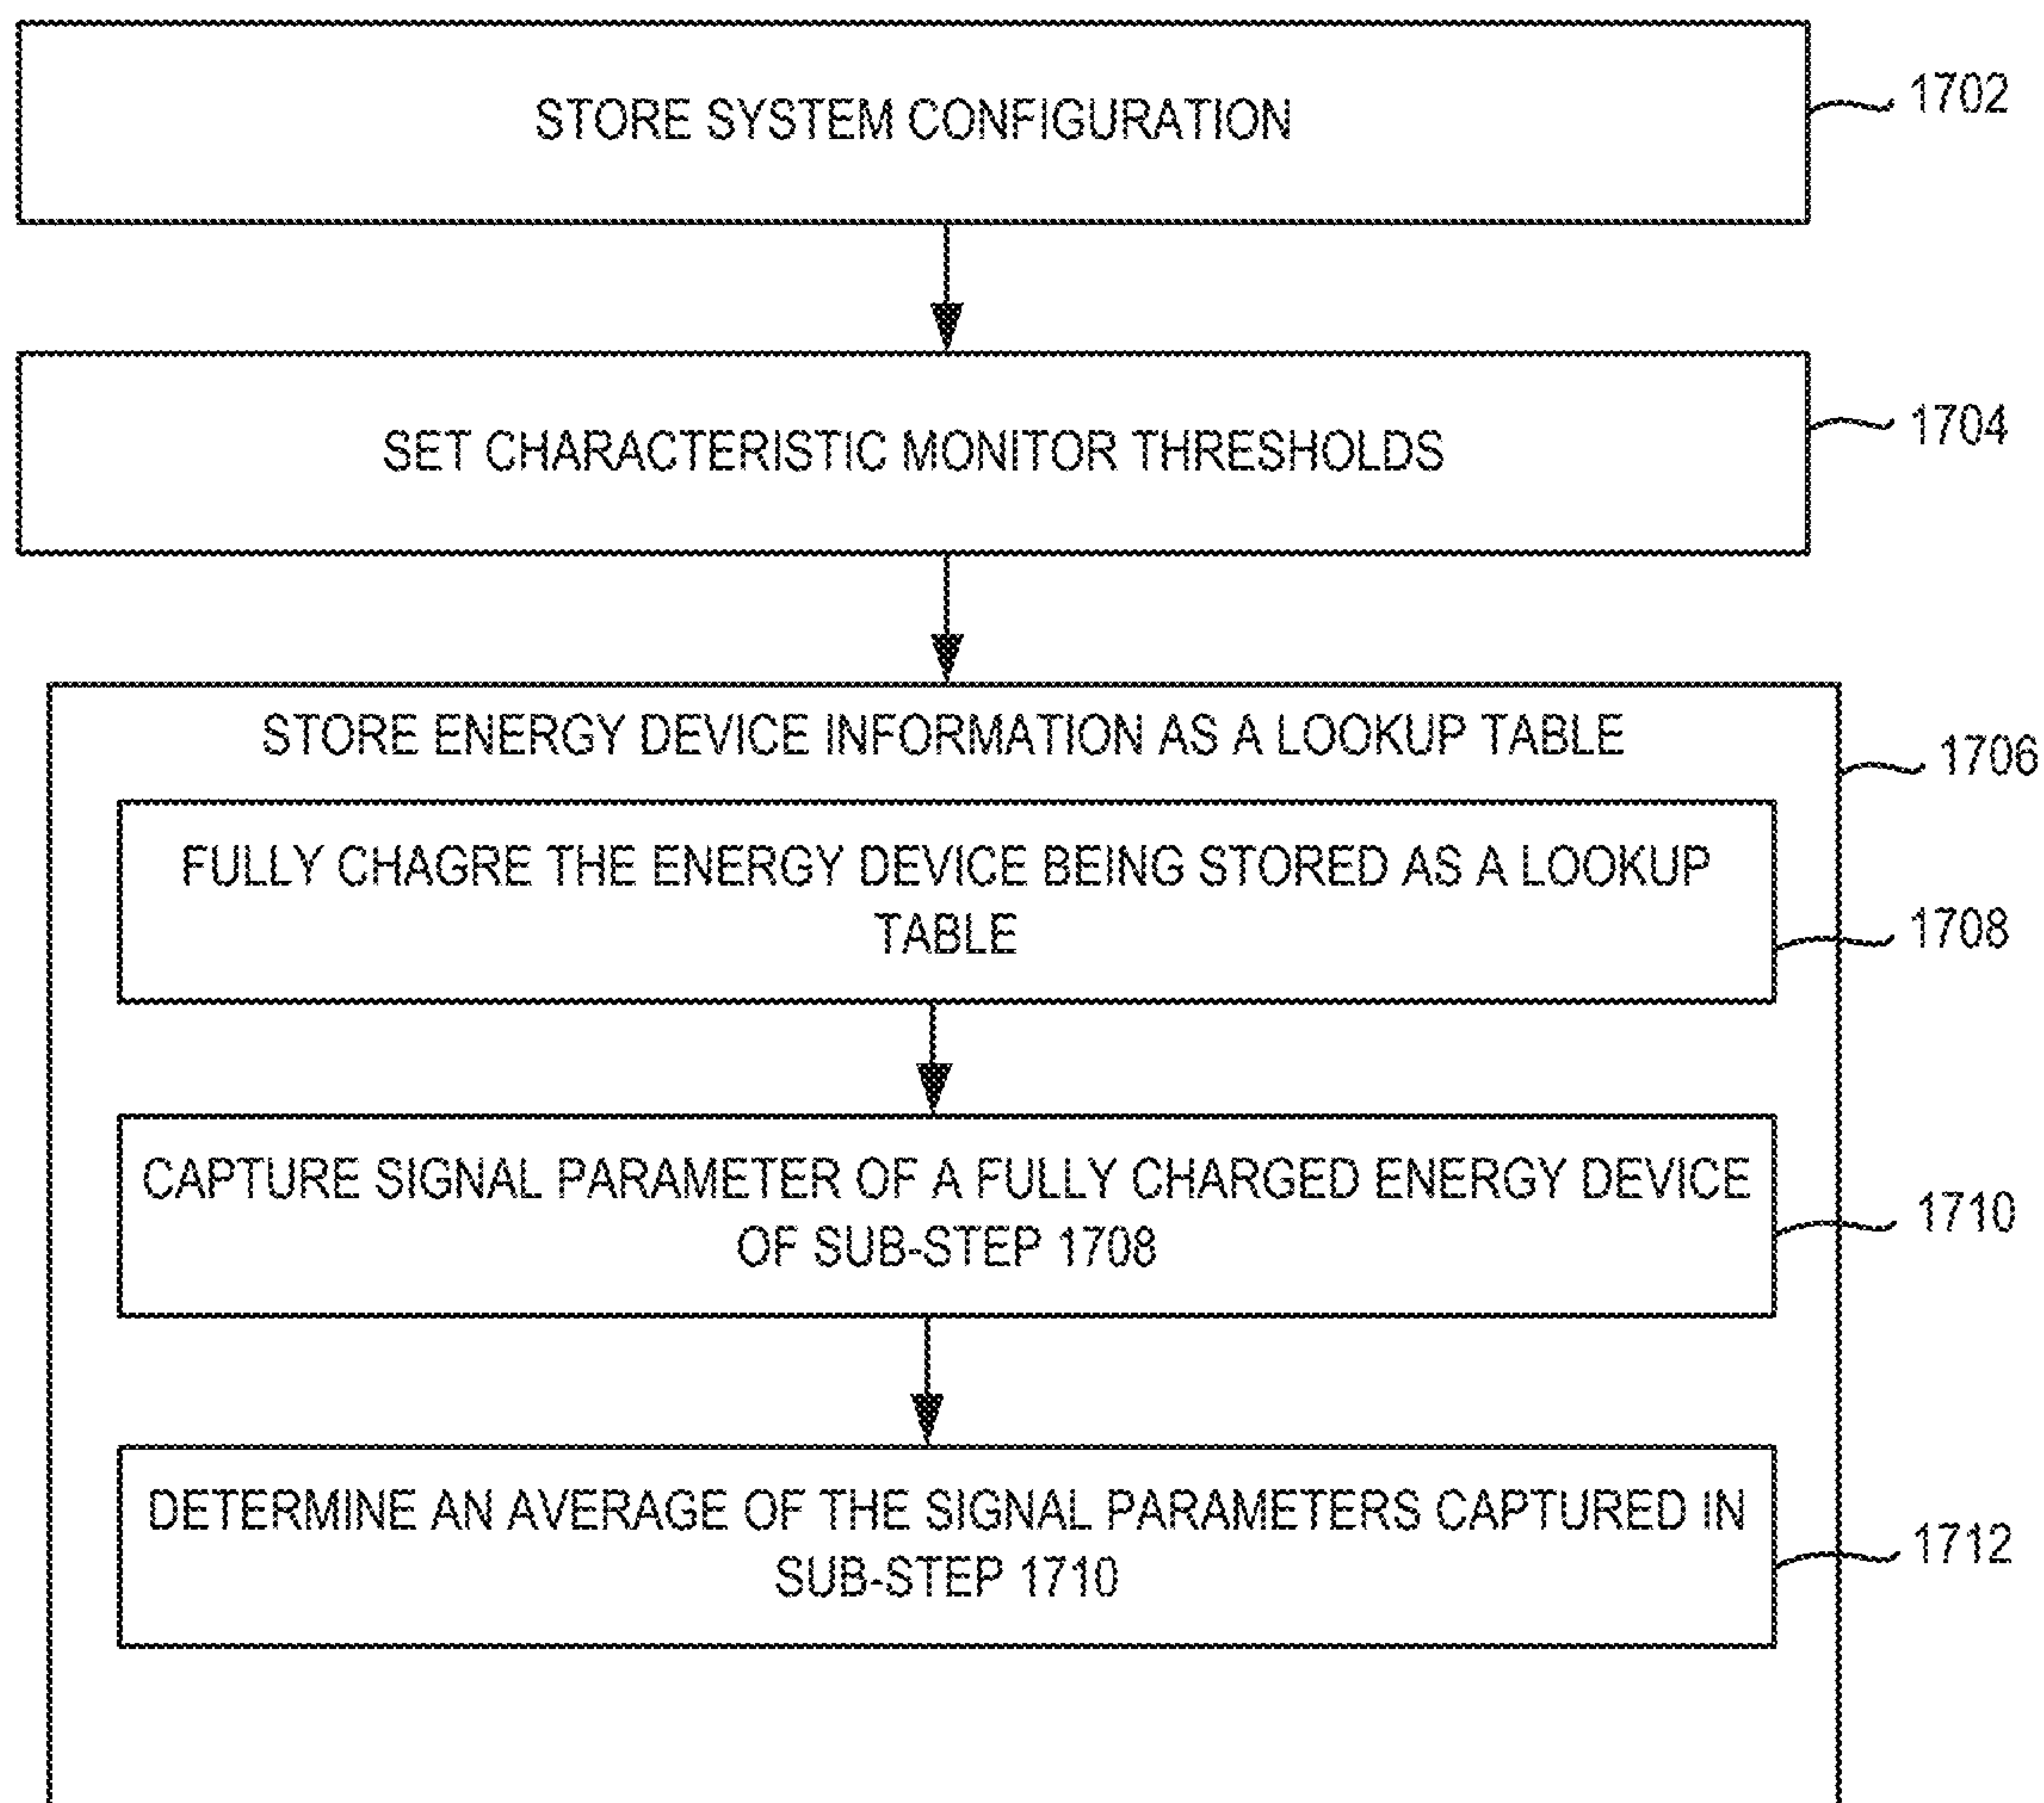 STORE SYSTEM CONFIGURATION
1702
SET CHARACTERISTIC MONITOR THRESHOLDS
1704
STORE ENERGY DEVICE INFORMATION AS A LOOKUP TABLE
1706
FULLY CHAGRE THE ENERGY DEVICE BEING STORED AS A LOOKUP
TABLE
1708
CAPTURE SIGNAL PARAMETER OF A FULLY CHARGED ENERGY DEVICE
OF SUB-STEP 1708
1710
DETERMINE AN AVERAGE OF THE SIGNAL PARAMETERS CAPTURED IN
SUB-STEP 1710
1712